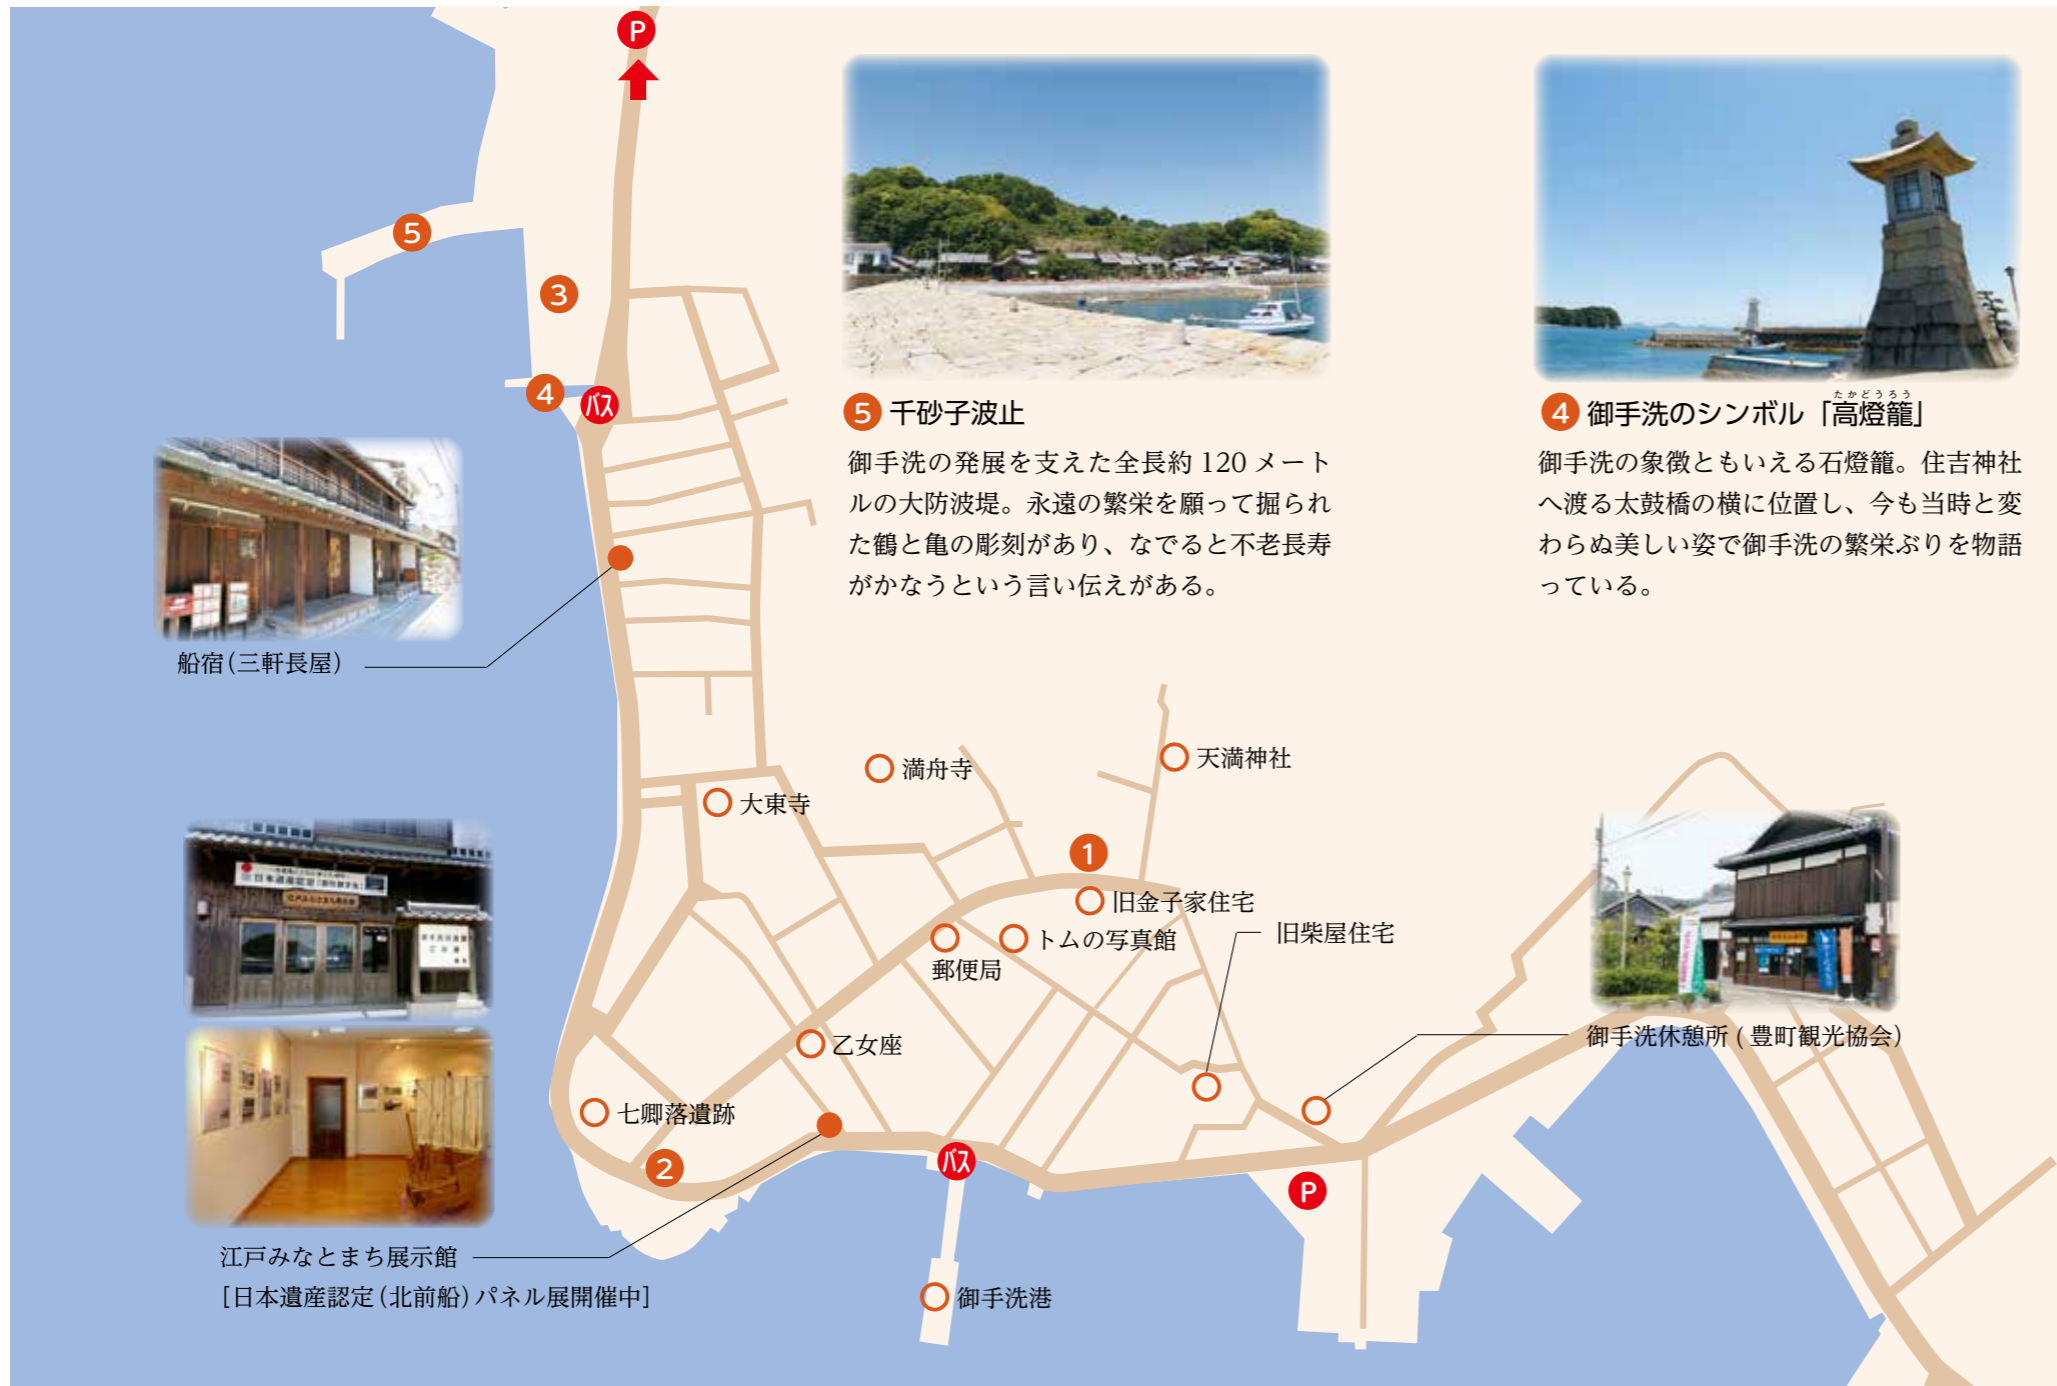 P
5
3
4
バス
5 千砂子波止
御手洗の発展を支えた全長約 120 メート
ルの大防波堤。永遠の繁栄を願って掘られ
た鶴と亀の彫刻があり、なでると不老長寿
がかなうという言い伝えがある。
たかどうろう
4 御手洗のシンボル「高燈籠」
御手洗の象徴ともいえる石燈籠。住吉神社
へ渡る太鼓橋の横に位置し、今も当時と変
わらぬ美しい姿で御手洗の繁栄ぶりを物語
っている。
船宿(三軒長屋)
満舟寺
天満神社
大東寺
1
旧金子家住宅
トムの写真館
郵便局
旧柴屋住宅
乙女座
御手洗休憩所(豊町観光協会)
七卿落遺跡
2
バス
P
江戸みなとまち展示館
[日本遺産認定(北前船)パネル展開催中]
御手洗港